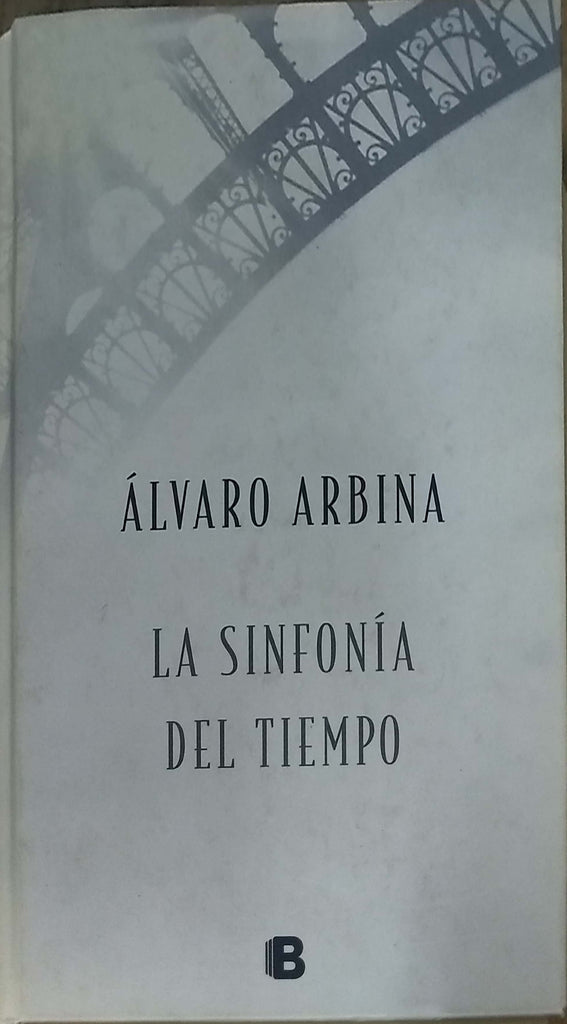 ÁLVARO ARBINA
LA SINFONÍA
DEL TIEMPO
B